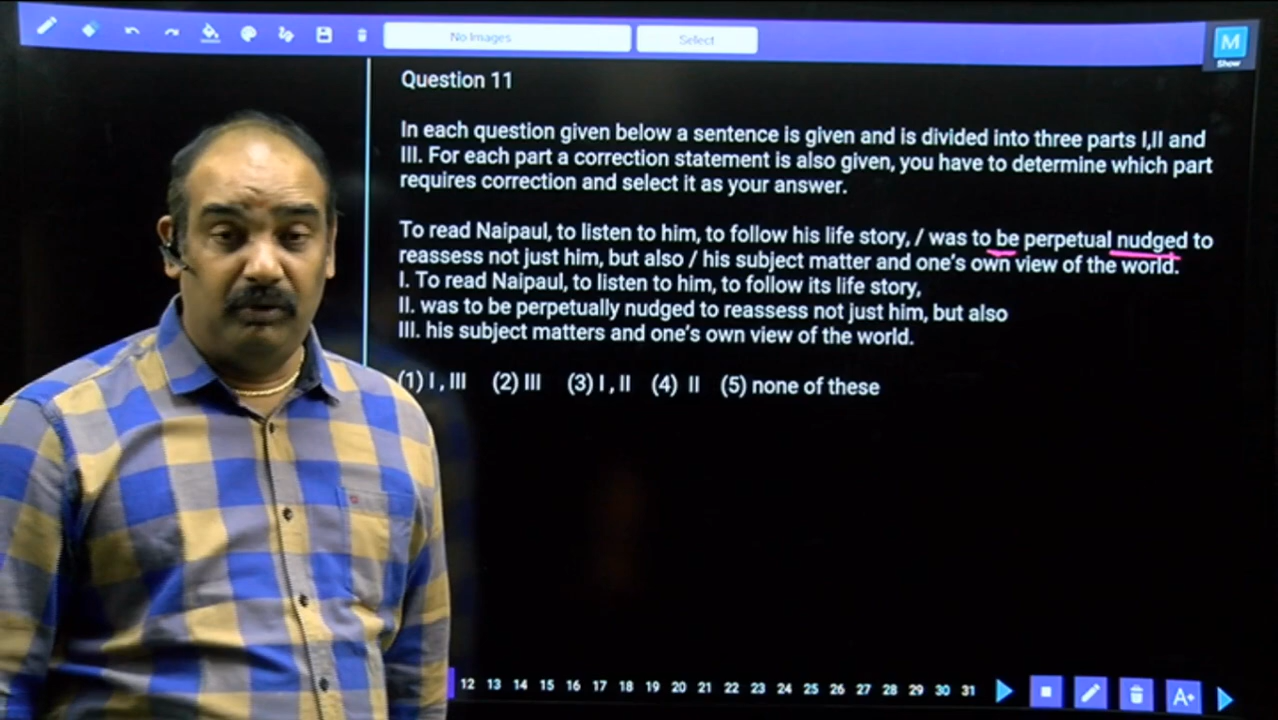 No Images Select
M
Show
Question 11
In each question given below a sentence is given and is divided into three parts I,II and
III. For each part a correction statement is also given, you have to determine which part
requires correction and select it as your answer.
To read Naipaul, to listen to him, to follow his life story, / was to be perpetual nudged to
reassess not just him, but also / his subject matter and one's own view of the world.
I. To read Naipaul, to listen to him, to follow its life story,
II. was to be perpetually nudged to reassess not just him, but also
III. his subject matters and one's own view of the world.
(1) I , III (2) III (3) I , II (4) II (5) none of these
12 13 14 15 16 17 18 19 20 21 22 23 24 25 26 27 28 29 30 31
A+